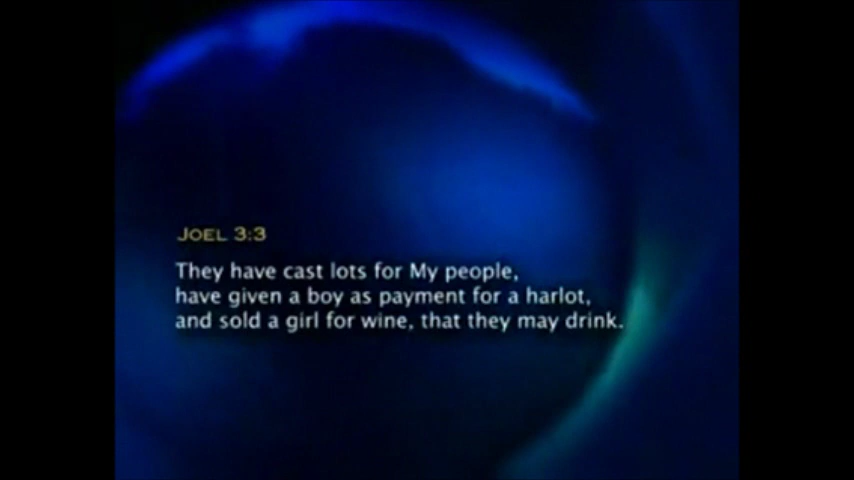 JOEL 3:3
They have cast lots for My people,
have given a boy as payment for a harlot,
and sold a girl for wine, that they may drink.